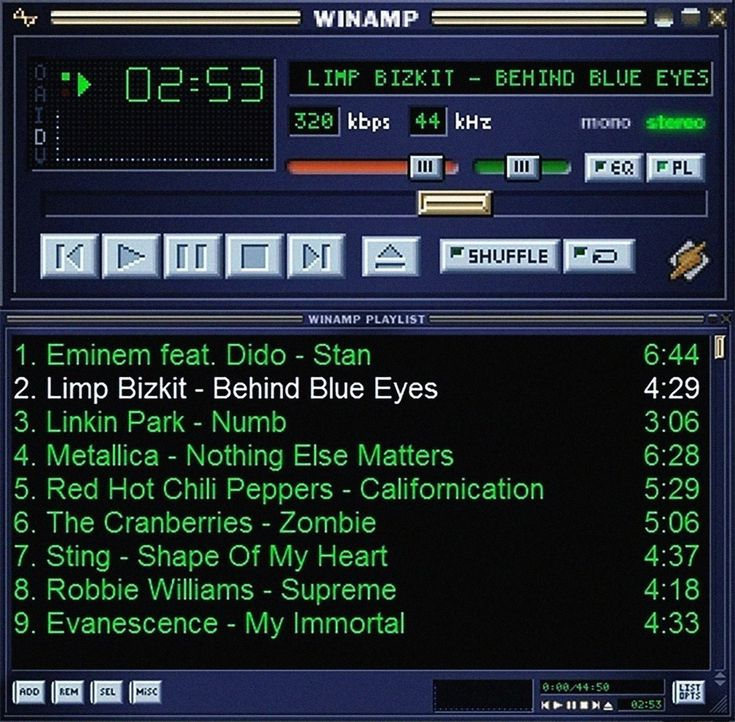 WINAMP
O
A
I
D
V
02:53
LIMP BIZKIT - BEHIND BLUE EYES
320 kbps 44 kHz mono stereo
EQ PL
SHUFFLE
WINAMP PLAYLIST
1. Eminem feat. Dido - Stan 6:44
2. Limp Bizkit - Behind Blue Eyes 4:29
3. Linkin Park - Numb 3:06
4. Metallica - Nothing Else Matters 6:28
5. Red Hot Chili Peppers - Californication 5:29
6. The Cranberries - Zombie 5:06
7. Sting - Shape Of My Heart 4:37
8. Robbie Williams - Supreme 4:18
9. Evanescence - My Immortal 4:33
ADD REM SEL MISC
0:00/44:50
LIST
OPTS
02:53